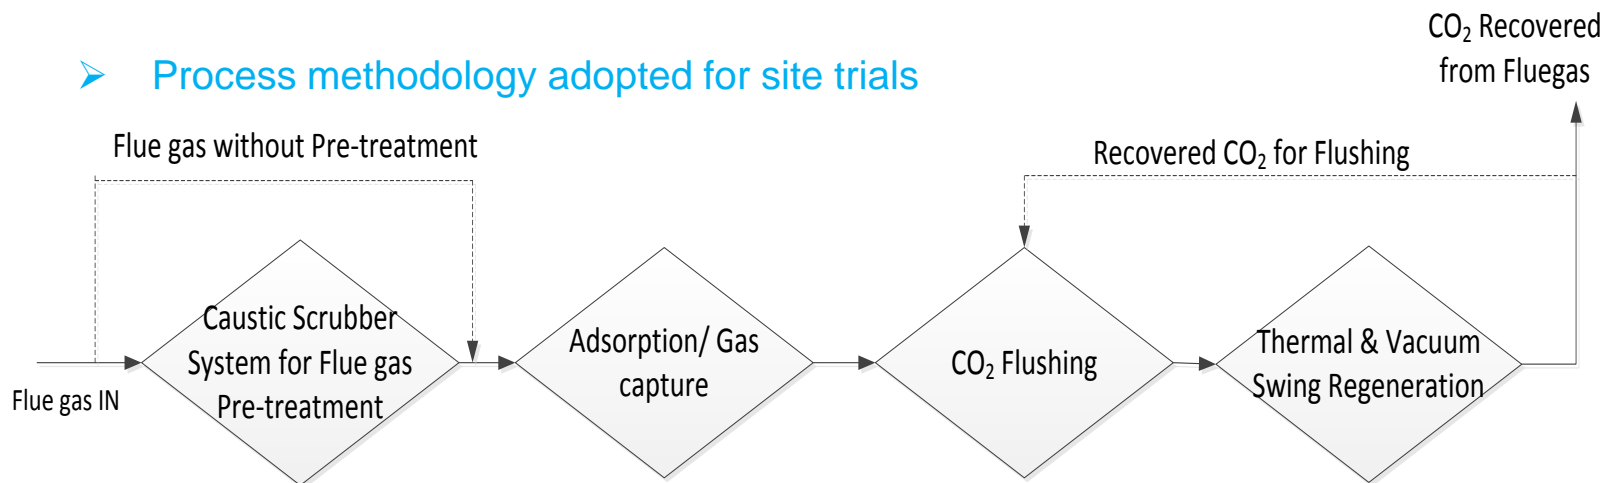 CO₂ Recovered
from Fluegas
➢ Process methodology adopted for site trials
Flue gas without Pre-treatment
Recovered CO₂ for Flushing
Flue gas IN
Caustic Scrubber
System for Flue gas
Pre-treatment
Adsorption/ Gas
capture
CO₂ Flushing
Thermal & Vacuum
Swing Regeneration